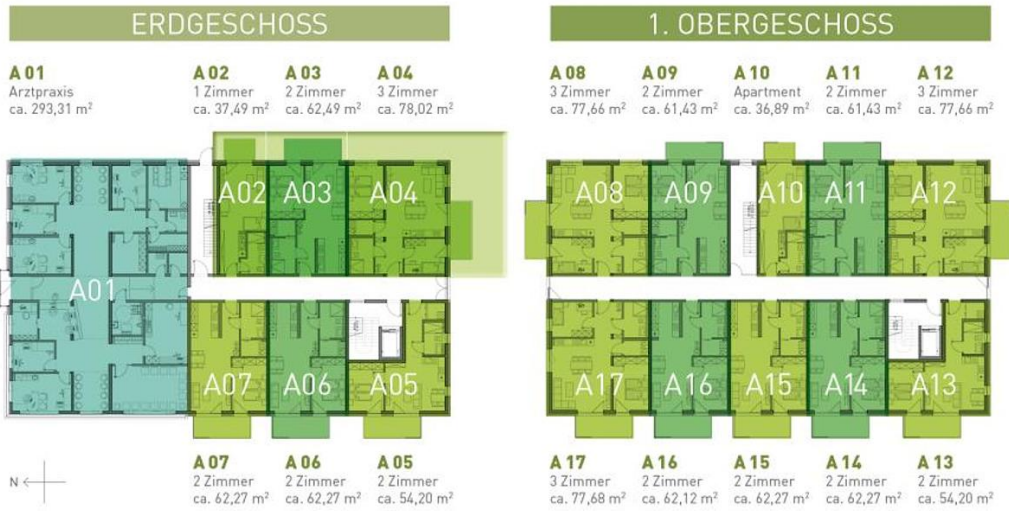 ERDGESCHOSS
A 01
Arztpraxis
ca. 293,31 m²
A 02
1 Zimmer
ca. 37,49 m²
A 03
2 Zimmer
ca. 62,49 m²
A 04
3 Zimmer
ca. 78,02 m²
A02
A03
A04
A01
A07
A06
A05
N
A 07
2 Zimmer
ca. 62,27 m²
A 06
2 Zimmer
ca. 62,27 m²
A 05
2 Zimmer
ca. 54,20 m²
1. OBERGESCHOSS
A 08
3 Zimmer
ca. 77,66 m²
A 09
2 Zimmer
ca. 61,43 m²
A 10
Apartment
ca. 36,89 m²
A 11
2 Zimmer
ca. 61,43 m²
A 12
3 Zimmer
ca. 77,66 m²
A08
A09
A10
A11
A12
A17
A16
A15
A14
A13
A 17
3 Zimmer
ca. 77,68 m²
A 16
2 Zimmer
ca. 62,12 m²
A 15
2 Zimmer
ca. 62,27 m²
A 14
2 Zimmer
ca. 62,27 m²
A 13
2 Zimmer
ca. 54,20 m²